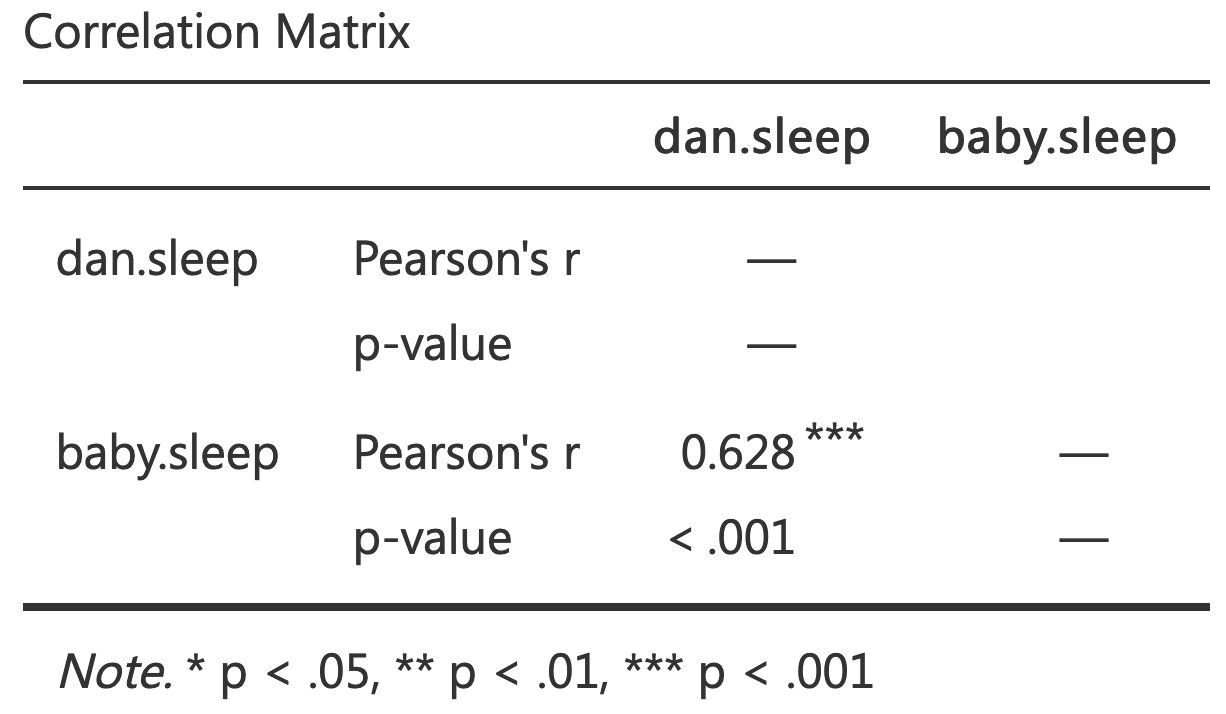 Correlation Matrix
dan.sleep baby.sleep
dan.sleep Pearson's r —
p-value —
baby.sleep Pearson's r 0.628 *** —
p-value < .001 —
Note. * p < .05, ** p < .01, *** p < .001